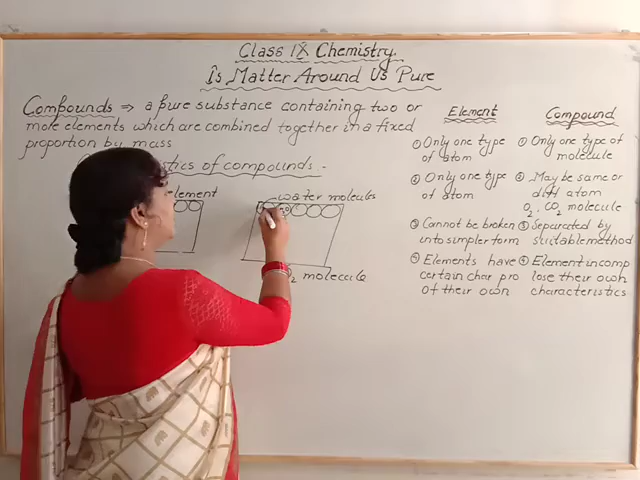 Class IX Chemistry.
Is Matter Around Us Pure
Compounds ⇒ a pure substance containing two or
more elements which are combined together in a fixed
proportion by mass
of compounds.
element
water molecules
2 molecule
Element
① Only one type
of atom
② Only one type
of atom
③ Cannot be broken
into simpler form
④ Elements have
certain char pro
of their own
Compound
① Only one type of
molecule
② May be same or
diff atom
O2, CO2 molecule
③ Separated by
suitable method
④ Element in comp
lose their own
characteristics